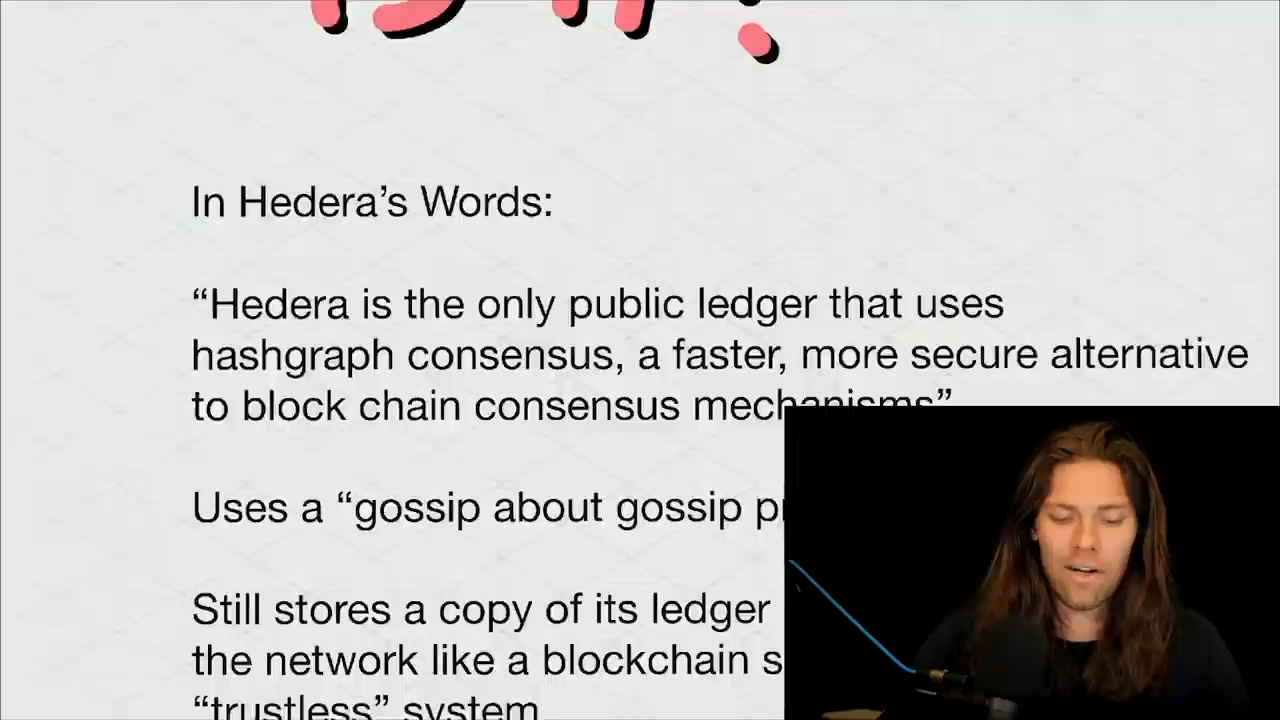 IS IT?
In Hedera’s Words:
“Hedera is the only public ledger that uses
hashgraph consensus, a faster, more secure alternative
to block chain consensus mechanisms”
Uses a “gossip about gossip
Still stores a copy of its ledger
the network like a blockchain
“trustless” system